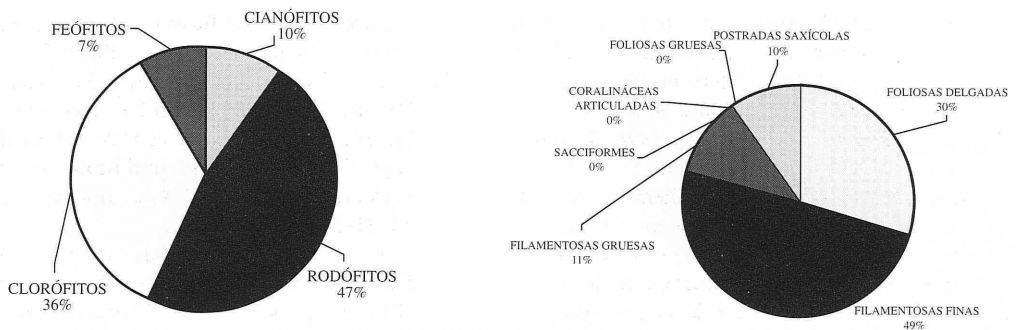 FEÓFITOS
7%
CIANÓFITOS
10%
CLORÓFITOS
36%
RODÓFITOS
47%
FOLIOSAS GRUESAS
0%
POSTRADAS SAXÍCOLAS
10%
CORALINÁCEAS
ARTICULADAS
0%
FOLIOSAS DELGADAS
30%
SACCIFORMES
0%
FILAMENTOSAS GRUESAS
11%
FILAMENTOSAS FINAS
49%